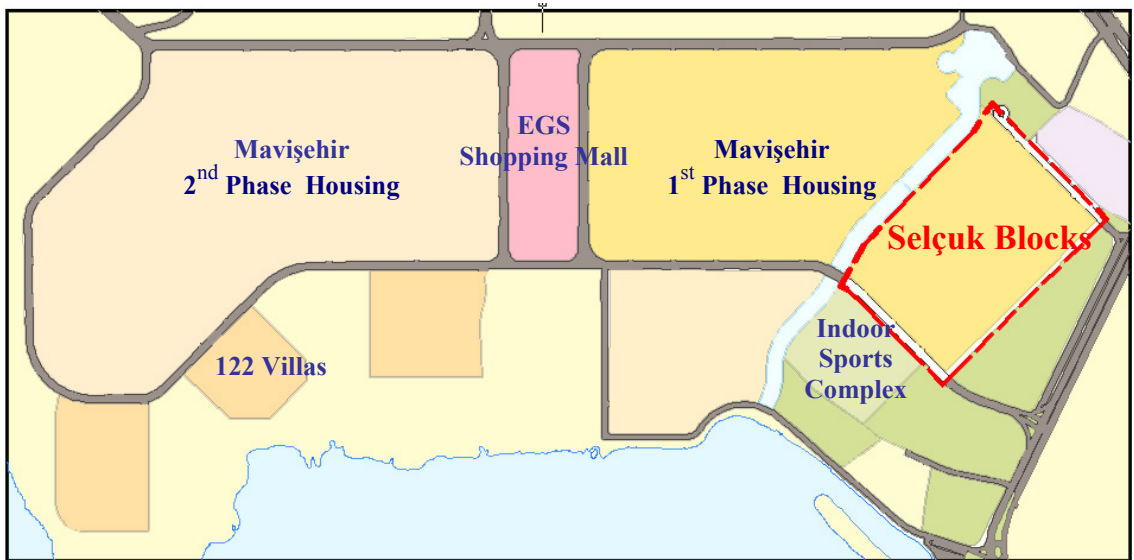 Mavişehir
2nd Phase Housing
EGS
Shopping Mall
Mavişehir
1st Phase Housing
Selçuk Blocks
122 Villas
Indoor
Sports
Complex